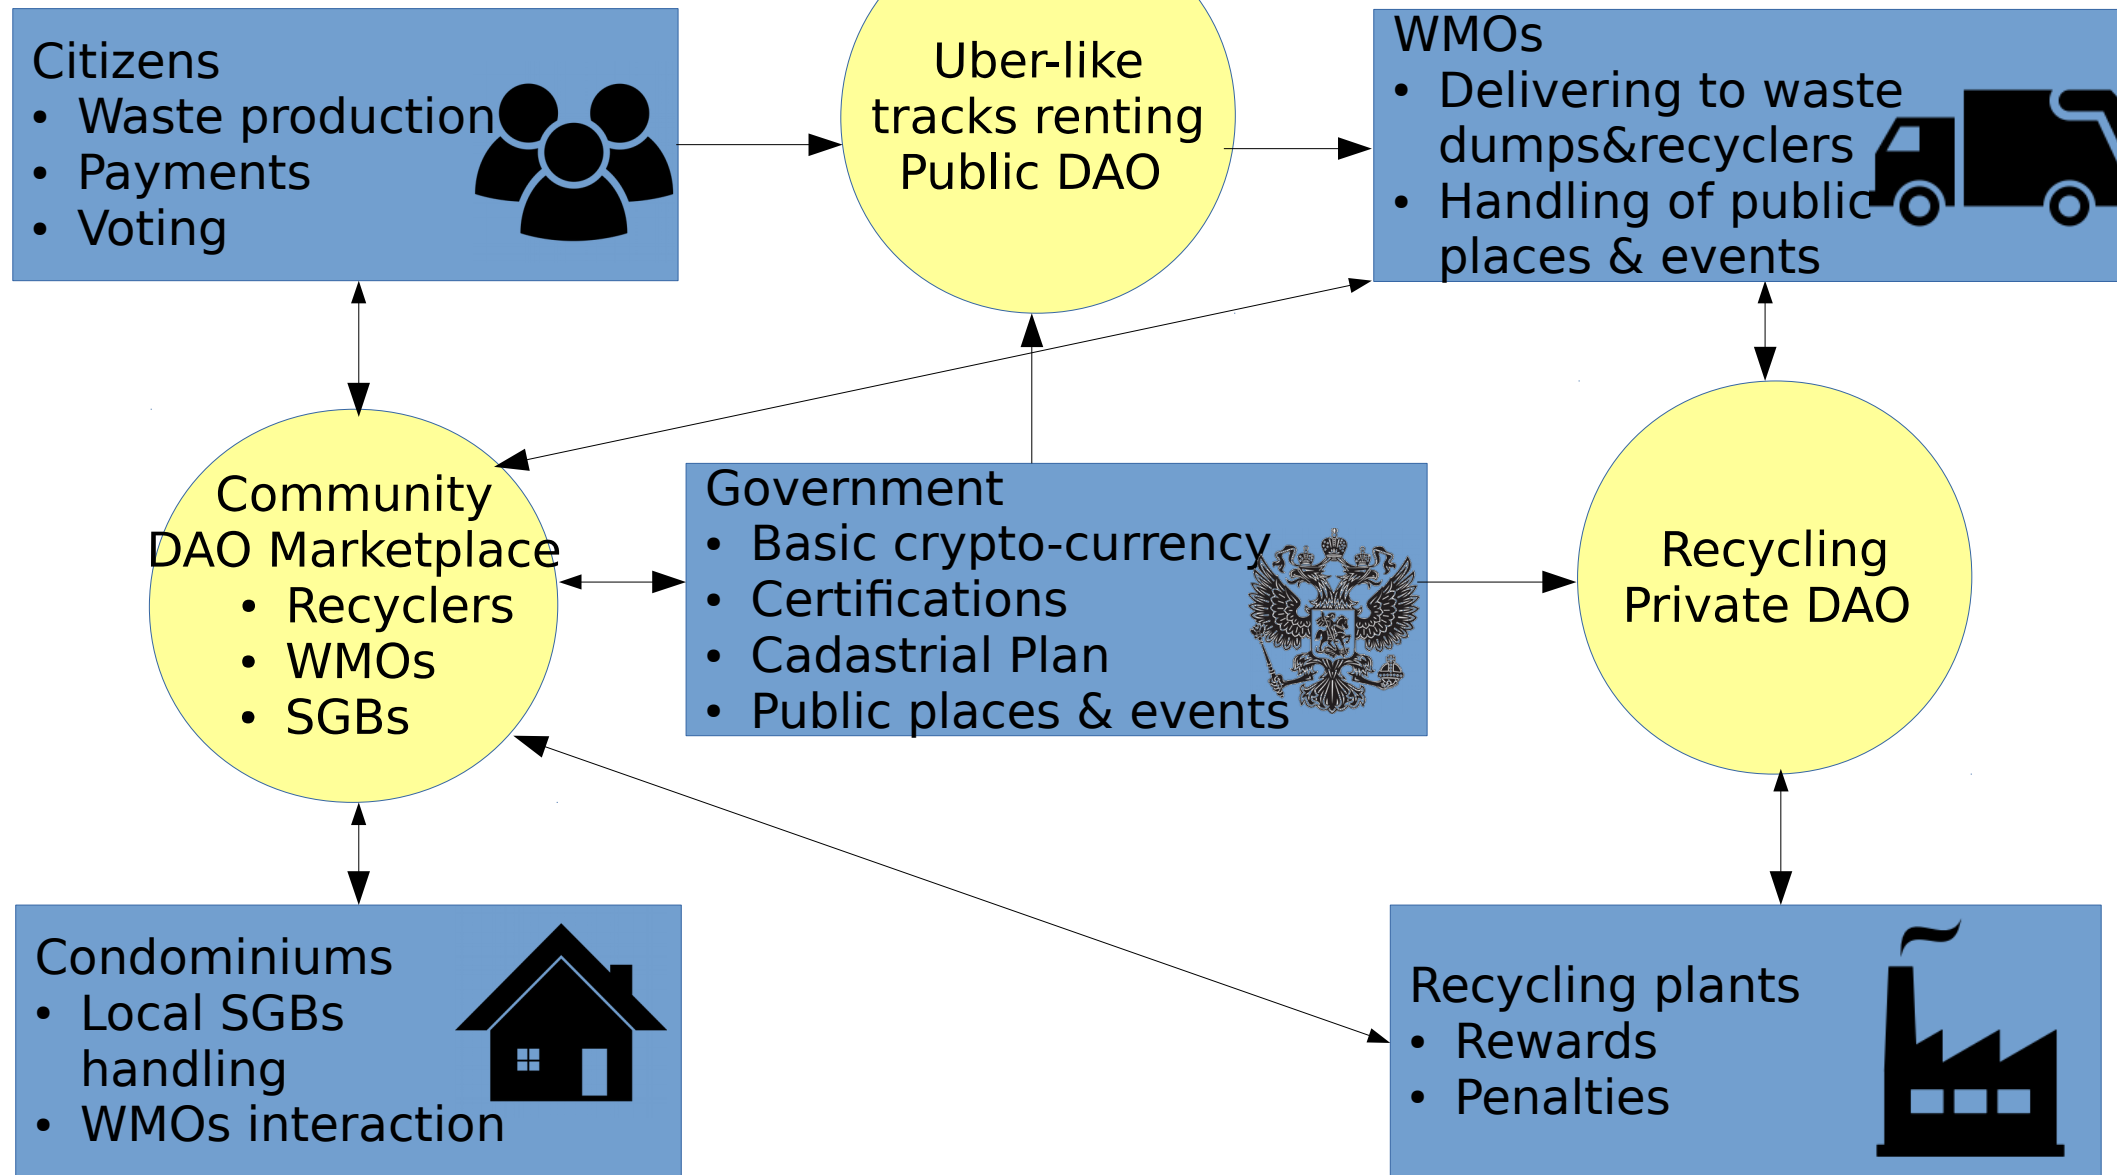 Citizens
• Waste production
• Payments
• Voting
Uber-like
tracks renting
Public DAO
WMOs
• Delivering to waste
dumps&recyclers
• Handling of public
places & events
Community
DAO Marketplace
• Recyclers
• WMOs
• SGBs
Government
• Basic crypto-currency
• Certifications
• Cadastrial Plan
• Public places & events
Recycling
Private DAO
Condominiums
• Local SGBs
handling
• WMOs interaction
Recycling plants
• Rewards
• Penalties